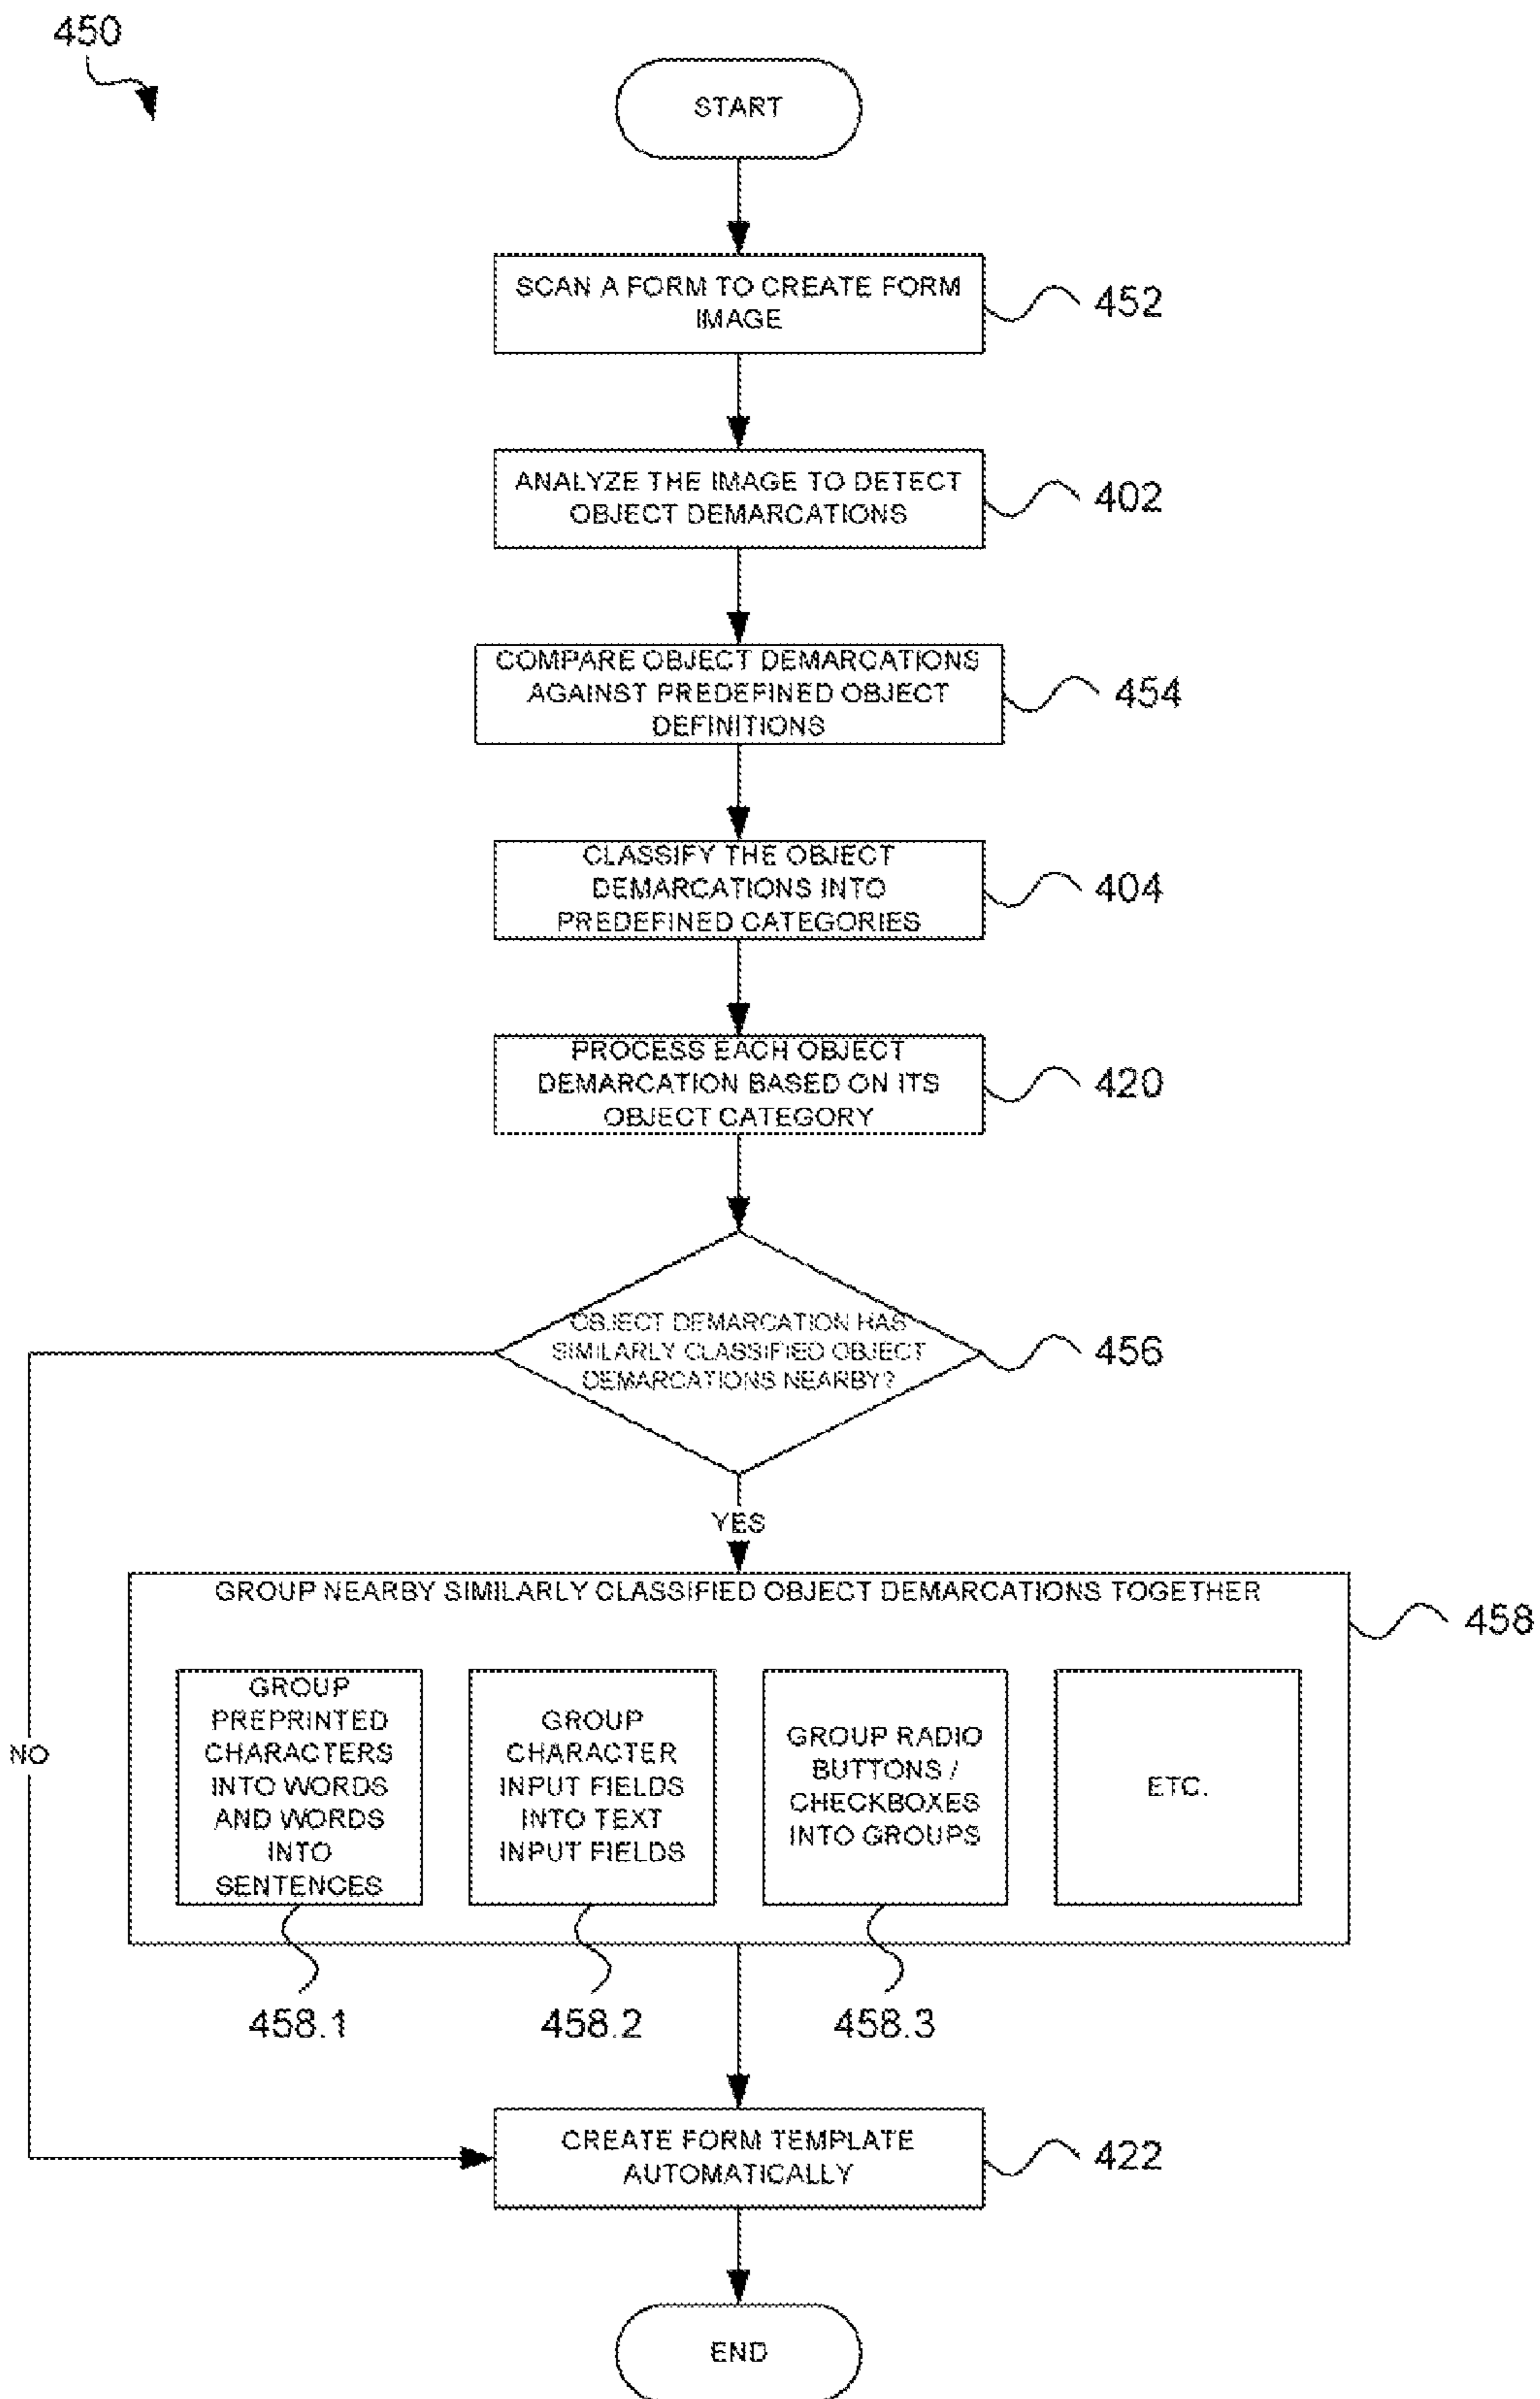 450
START
SCAN A FORM TO CREATE FORM
IMAGE
452
ANALYZE THE IMAGE TO DETECT
OBJECT DEMARCATIONS
402
COMPARE OBJECT DEMARCATIONS
AGAINST PREDEFINED OBJECT
DEFINITIONS
454
CLASSIFY THE OBJECT
DEMARCATIONS INTO
PREDEFINED CATEGORIES
404
PROCESS EACH OBJECT
DEMARCATION BASED ON ITS
OBJECT CATEGORY
420
OBJECT DEMARCATION HAS
SIMILARLY CLASSIFIED OBJECT
DEMARCATIONS NEARBY?
456
YES
NO
GROUP NEARBY SIMILARLY CLASSIFIED OBJECT DEMARCATIONS TOGETHER
458
GROUP
PREPRINTED
CHARACTERS
INTO WORDS
AND WORDS
INTO
SENTENCES
458.1
GROUP
CHARACTER
INPUT FIELDS
INTO TEXT
INPUT FIELDS
458.2
GROUP RADIO
BUTTONS /
CHECKBOXES
INTO GROUPS
458.3
ETC.
CREATE FORM TEMPLATE
AUTOMATICALLY
422
END